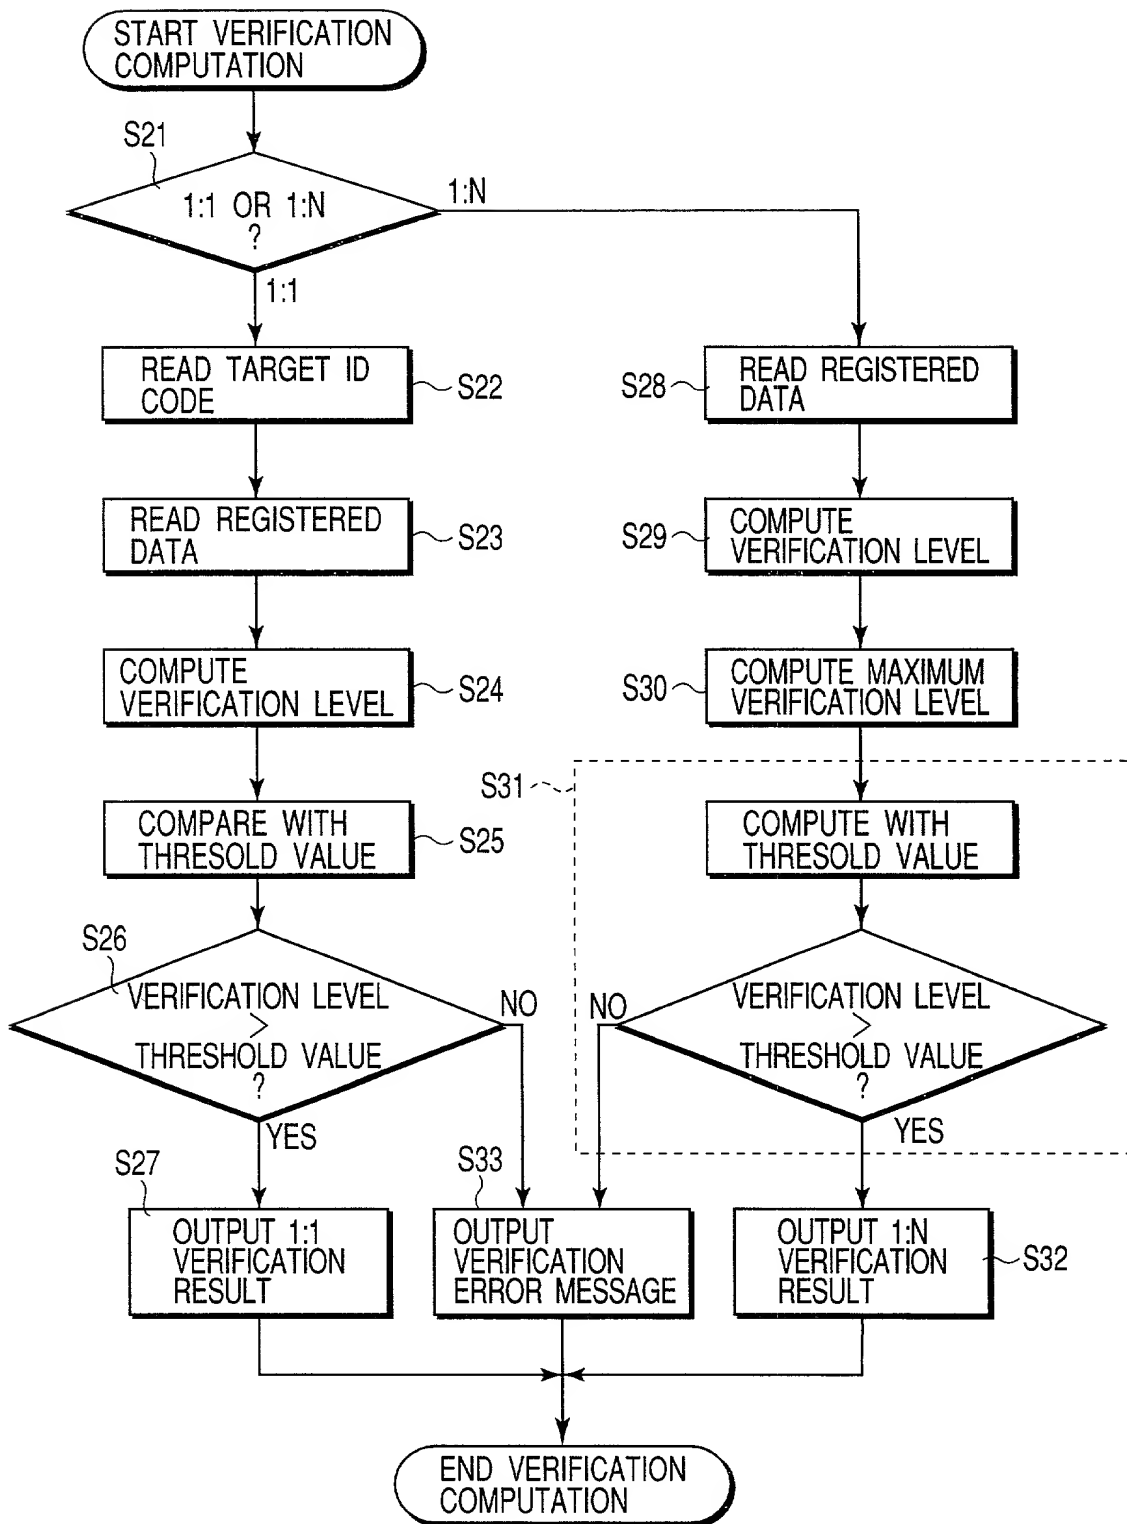 START VERIFICATION
COMPUTATION
S21
1:1 OR 1:N
?
1:N
1:1
READ TARGET ID
CODE
S22
S28
READ REGISTERED
DATA
READ REGISTERED
DATA
S23
S29
COMPUTE
VERIFICATION LEVEL
COMPUTE
VERIFICATION LEVEL
S24
S30
COMPUTE MAXIMUM
VERIFICATION LEVEL
S31
COMPARE WITH
THRESOLD VALUE
S25
COMPUTE WITH
THRESOLD VALUE
S26
VERIFICATION LEVEL
>
THRESHOLD VALUE
?
NO
NO
VERIFICATION LEVEL
>
THRESHOLD VALUE
?
YES
YES
S27
OUTPUT 1:1
VERIFICATION
RESULT
S33
OUTPUT
VERIFICATION
ERROR MESSAGE
OUTPUT 1:N
VERIFICATION
RESULT
S32
END VERIFICATION
COMPUTATION